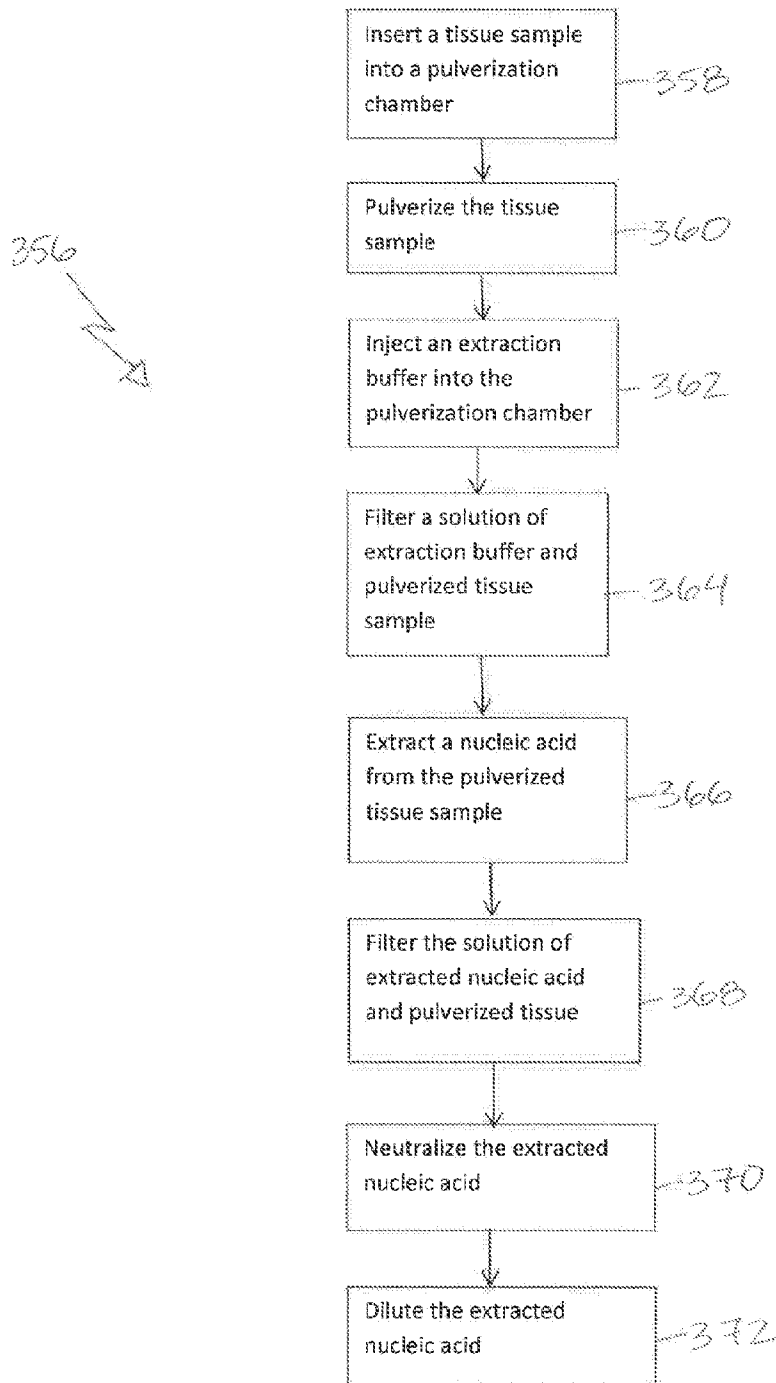 Insert a tissue sample
into a pulverization
chamber
358
Pulverize the tissue
sample
360
356
Inject an extraction
buffer into the
pulverization chamber
362
Filter a solution of
extraction buffer and
pulverized tissue
sample
364
Extract a nucleic acid
from the pulverized
tissue sample
366
Filter the solution of
extracted nucleic acid
and pulverized tissue
368
Neutralize the extracted
nucleic acid
370
Dilute the extracted
nucleic acid
372